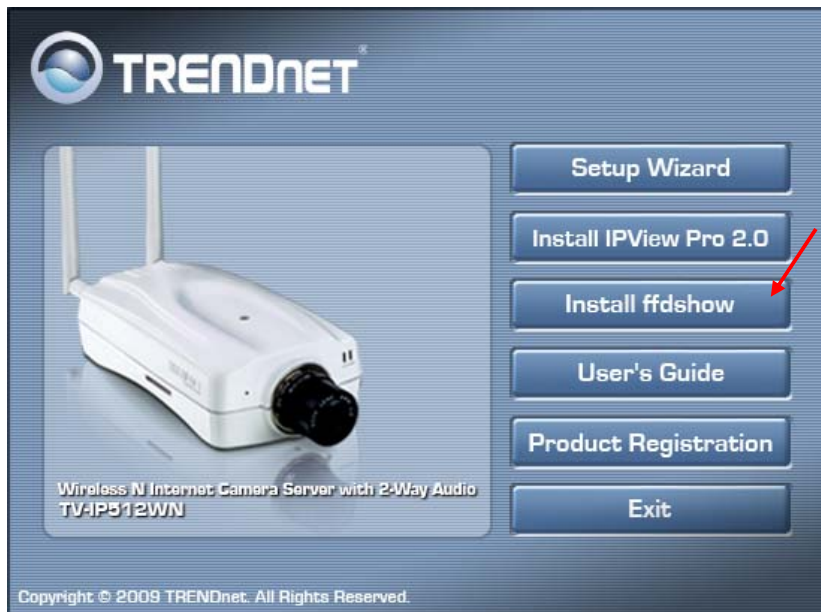 TRENDNET®
Setup Wizard
Install IPView Pro 2.0
Install ffdshow
User's Guide
Product Registration
Exit
Wireless N Internet Camera Server with 2-Way Audio
TV-IP512WN
Copyright © 2009 TRENDnet. All Rights Reserved.